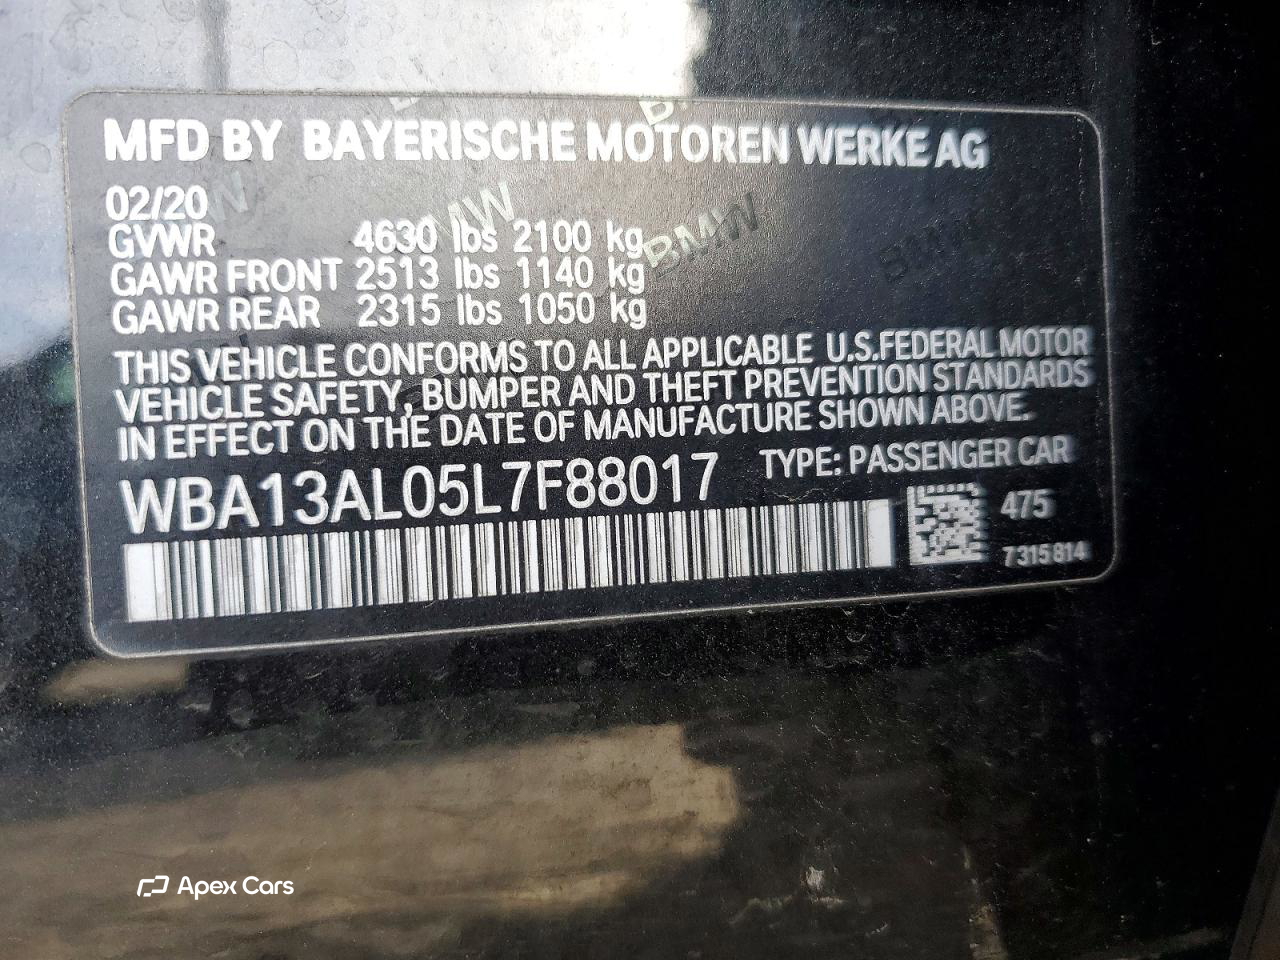 MFD BY BAYERISCHE MOTOREN WERKE AG
02/20
GVWR 4630 lbs 2100 kg
GAWR FRONT 2513 lbs 1140 kg
GAWR REAR 2315 lbs 1050 kg
THIS VEHICLE CONFORMS TO ALL APPLICABLE U.S.FEDERAL MOTOR
VEHICLE SAFETY, BUMPER AND THEFT PREVENTION STANDARDS
IN EFFECT ON THE DATE OF MANUFACTURE SHOWN ABOVE.
WBA13AL05L7F88017 TYPE: PASSENGER CAR
475
7315814
BMW
BMW
BMW
Apex Cars